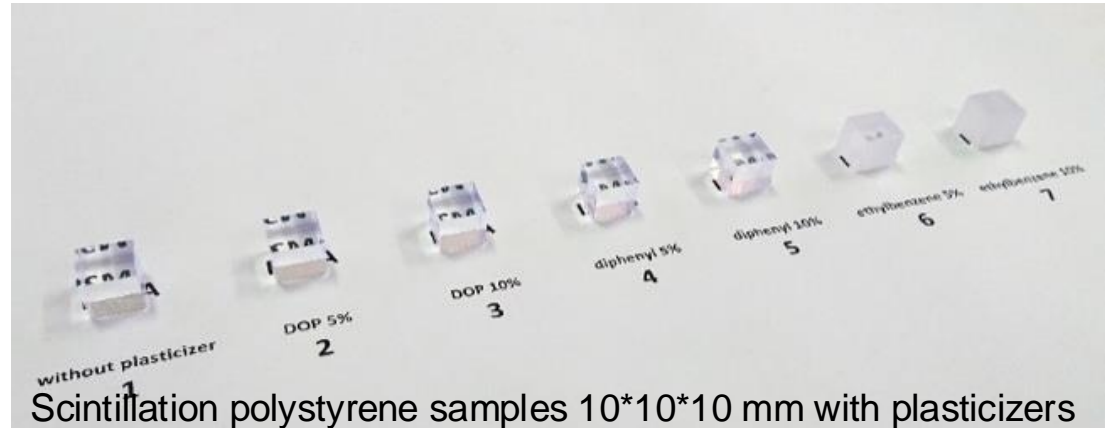 without plasticizer
1
DOP 5%
2
DOP 10%
3
diphenyl 5%
4
diphenyl 10%
5
ethylbenzene 5%
6
ethylbenzene 10%
7
Scintillation polystyrene samples 10*10*10 mm with plasticizers